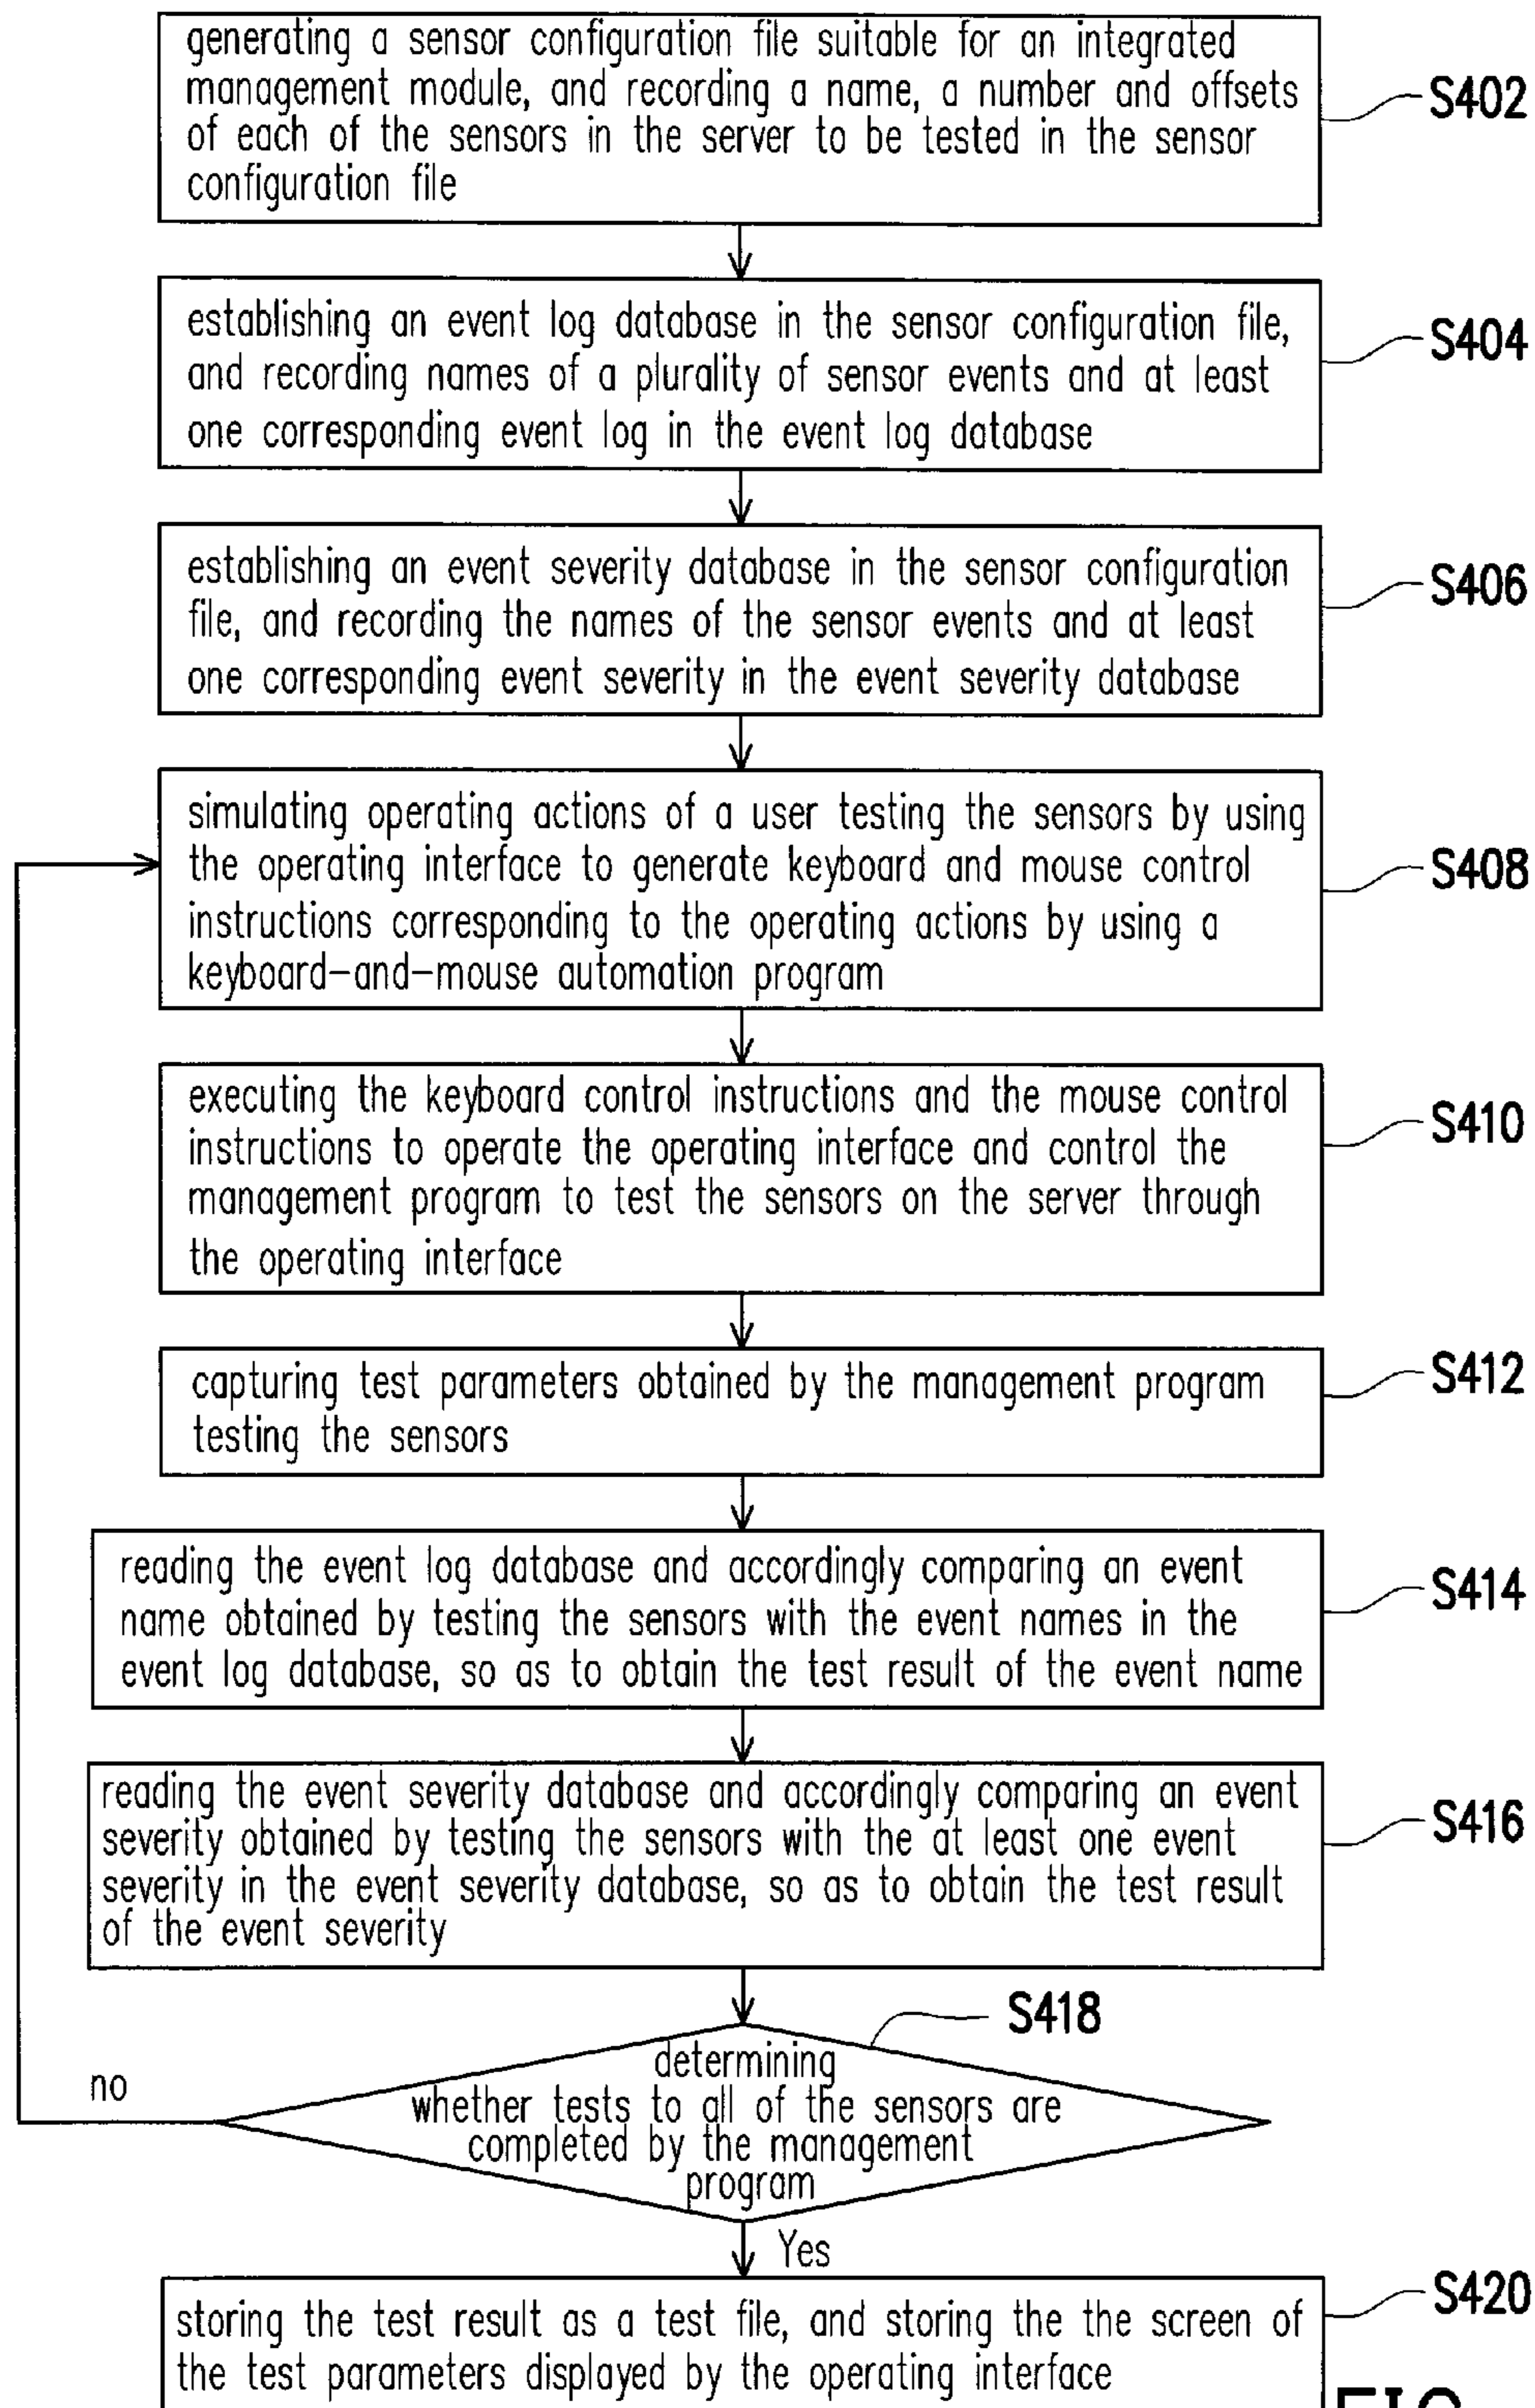 generating a sensor configuration file suitable for an integrated
management module, and recording a name, a number and offsets
of each of the sensors in the server to be tested in the sensor
configuration file
S402
establishing an event log database in the sensor configuration file,
and recording names of a plurality of sensor events and at least
one corresponding event log in the event log database
S404
establishing an event severity database in the sensor configuration
file, and recording the names of the sensor events and at least
one corresponding event severity in the event severity database
S406
simulating operating actions of a user testing the sensors by using
the operating interface to generate keyboard and mouse control
instructions corresponding to the operating actions by using a
keyboard-and-mouse automation program
S408
executing the keyboard control instructions and the mouse control
instructions to operate the operating interface and control the
management program to test the sensors on the server through
the operating interface
S410
capturing test parameters obtained by the management program
testing the sensors
S412
reading the event log database and accordingly comparing an event
name obtained by testing the sensors with the event names in the
event log database, so as to obtain the test result of the event name
S414
reading the event severity database and accordingly comparing an event
severity obtained by testing the sensors with the at least one event
severity in the event severity database, so as to obtain the test result
of the event severity
S416
S418
determining
whether tests to all of the sensors are
completed by the management
program
no
Yes
storing the test result as a test file, and storing the the screen of
the test parameters displayed by the operating interface
S420
FIG